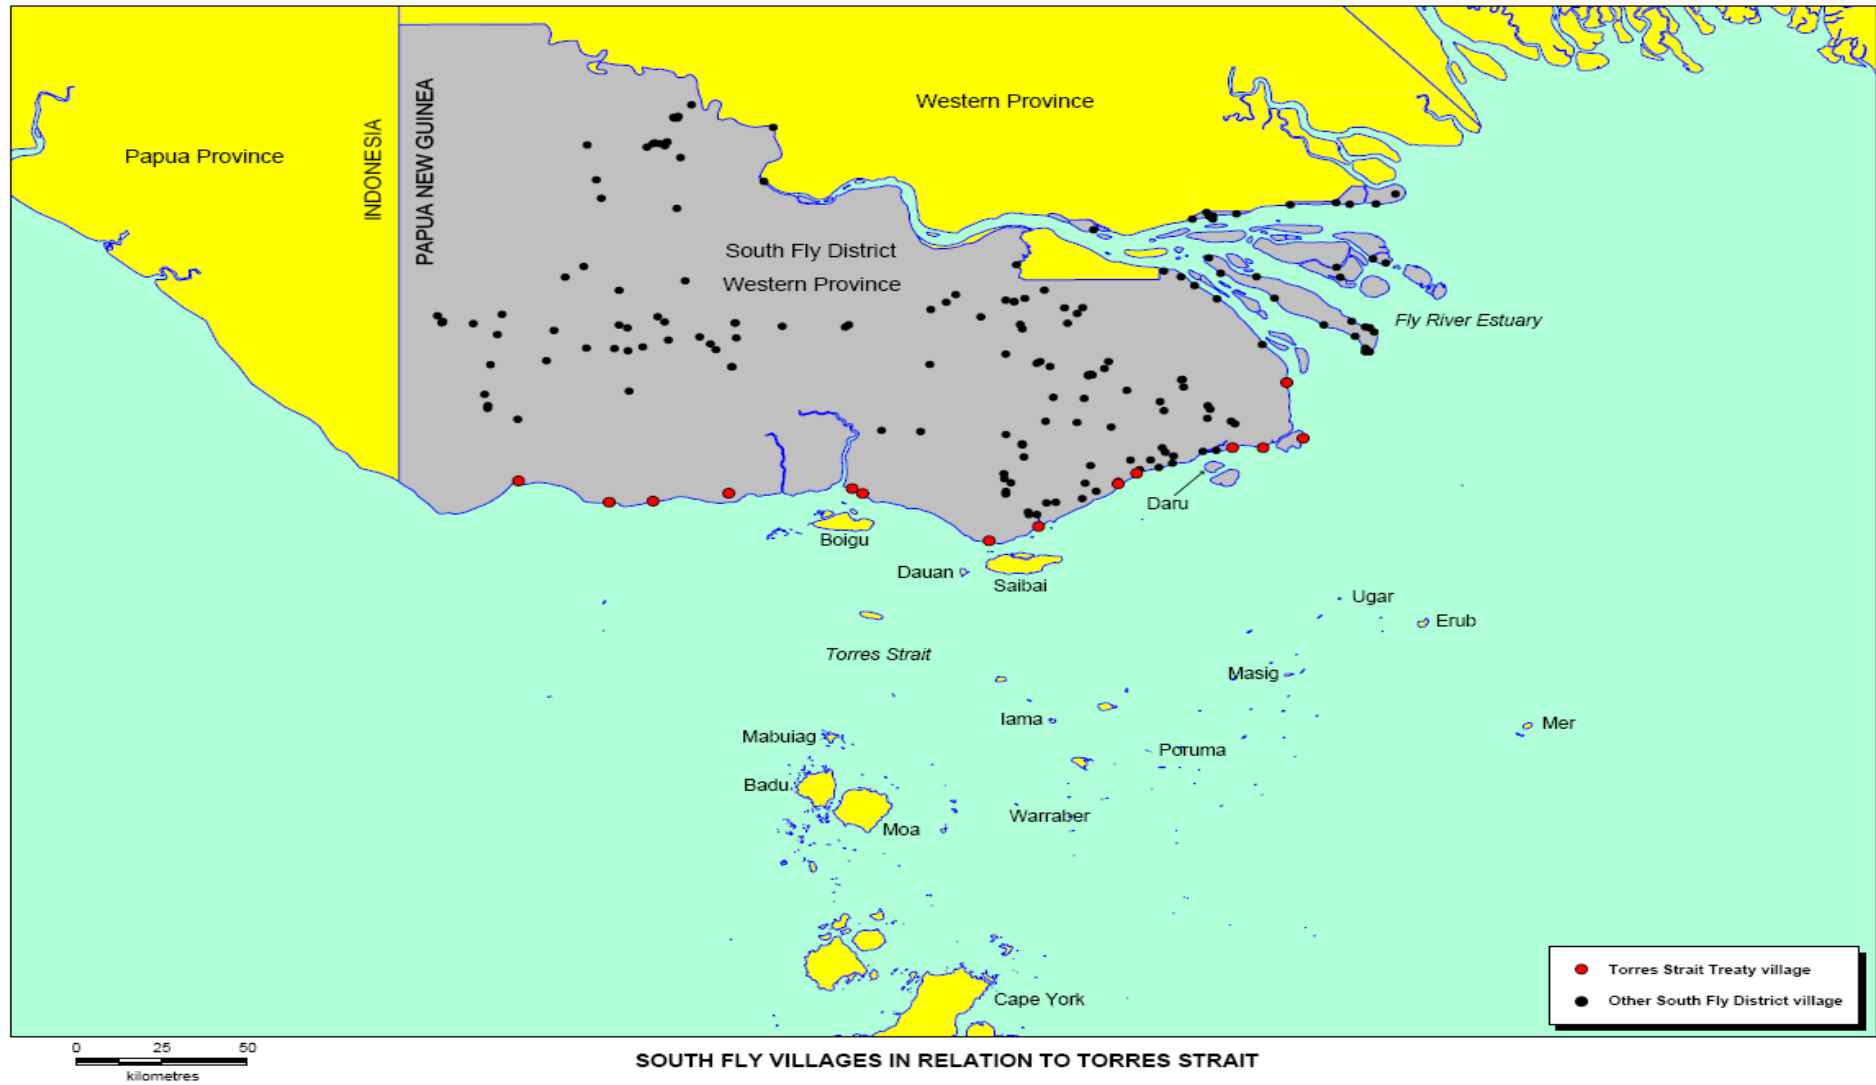 Western Province
Papua Province
INDONESIA
PAPUA NEW GUINEA
South Fly District
Western Province
Fly River Estuary
Daru
Boigu
Dauan
Saibai
Ugar
Erub
Torres Strait
Masig
Iama
Mer
Mabuiag
Poruma
Badu
Warraber
Moa
Cape York
Torres Strait Treaty village
Other South Fly District village
0 25 50
kilometres
SOUTH FLY VILLAGES IN RELATION TO TORRES STRAIT